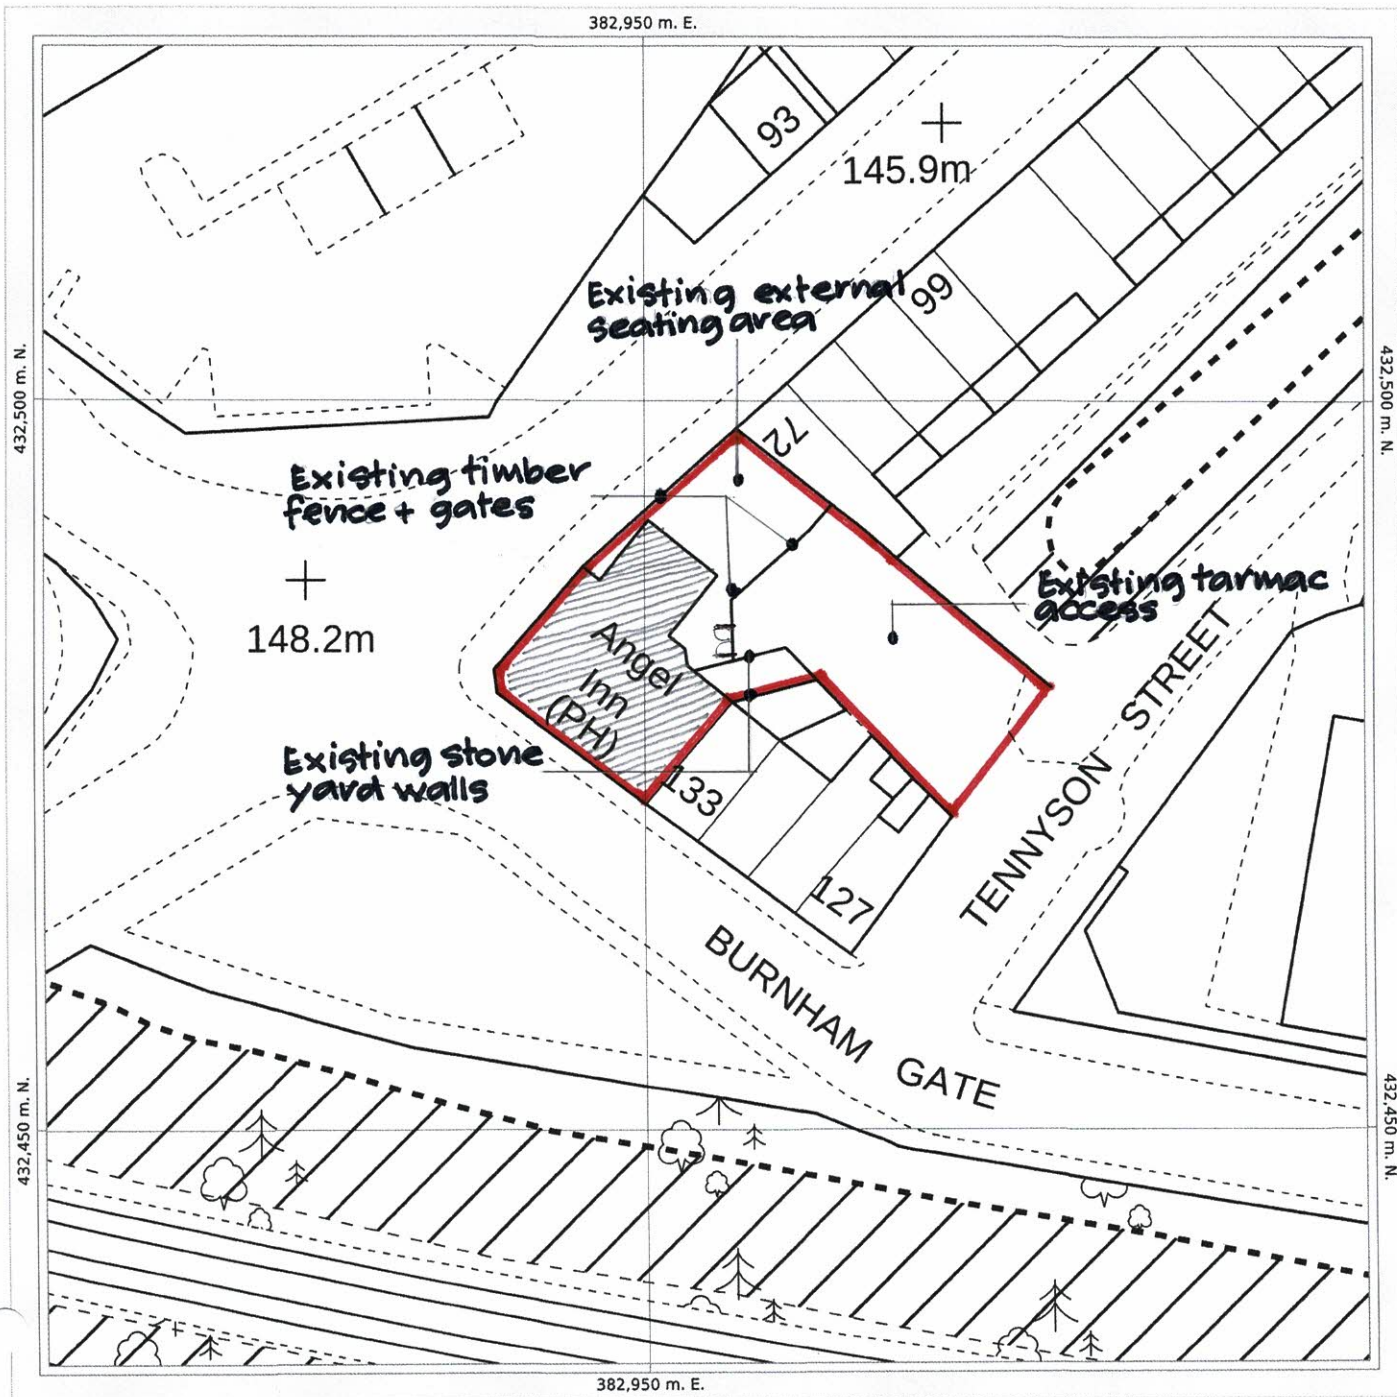 382,950 m. E.
93
145.9m
Existing external
seating area
99
432,500 m. N.
432,500 m. N.
72
Existing timber
fence + gates
Existing tarmac
access
148.2m
Angel
Inn
(PH)
Existing stone
yard walls
133
127
TENNYSON STREET
BURNHAM GATE
432,450 m. N.
432,450 m. N.
382,950 m. E.